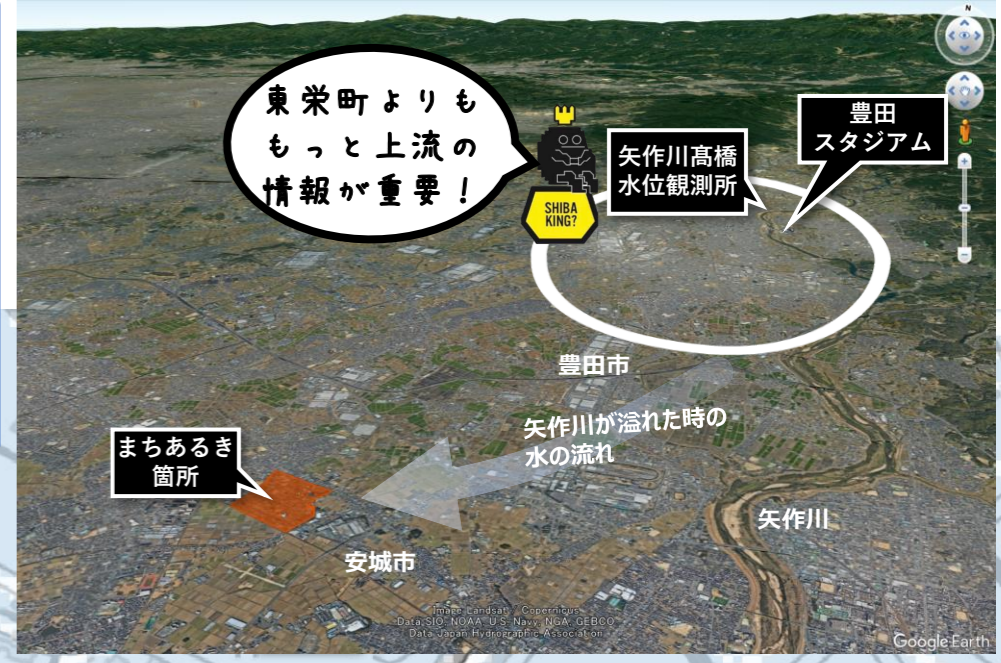 東栄町よりも
もっと上流の
情報が重要！
SHIBA
KING?
矢作川髙橋
水位観測所
豊田
スタジアム
N
豊田市
矢作川が溢れた時の
水の流れ
まちあるき
箇所
矢作川
安城市
Image Landsat / Copernicus
Data SIO, NOAA, U.S. Navy, NGA, GEBCO
Data Japan Hydrographic Association
Google Earth